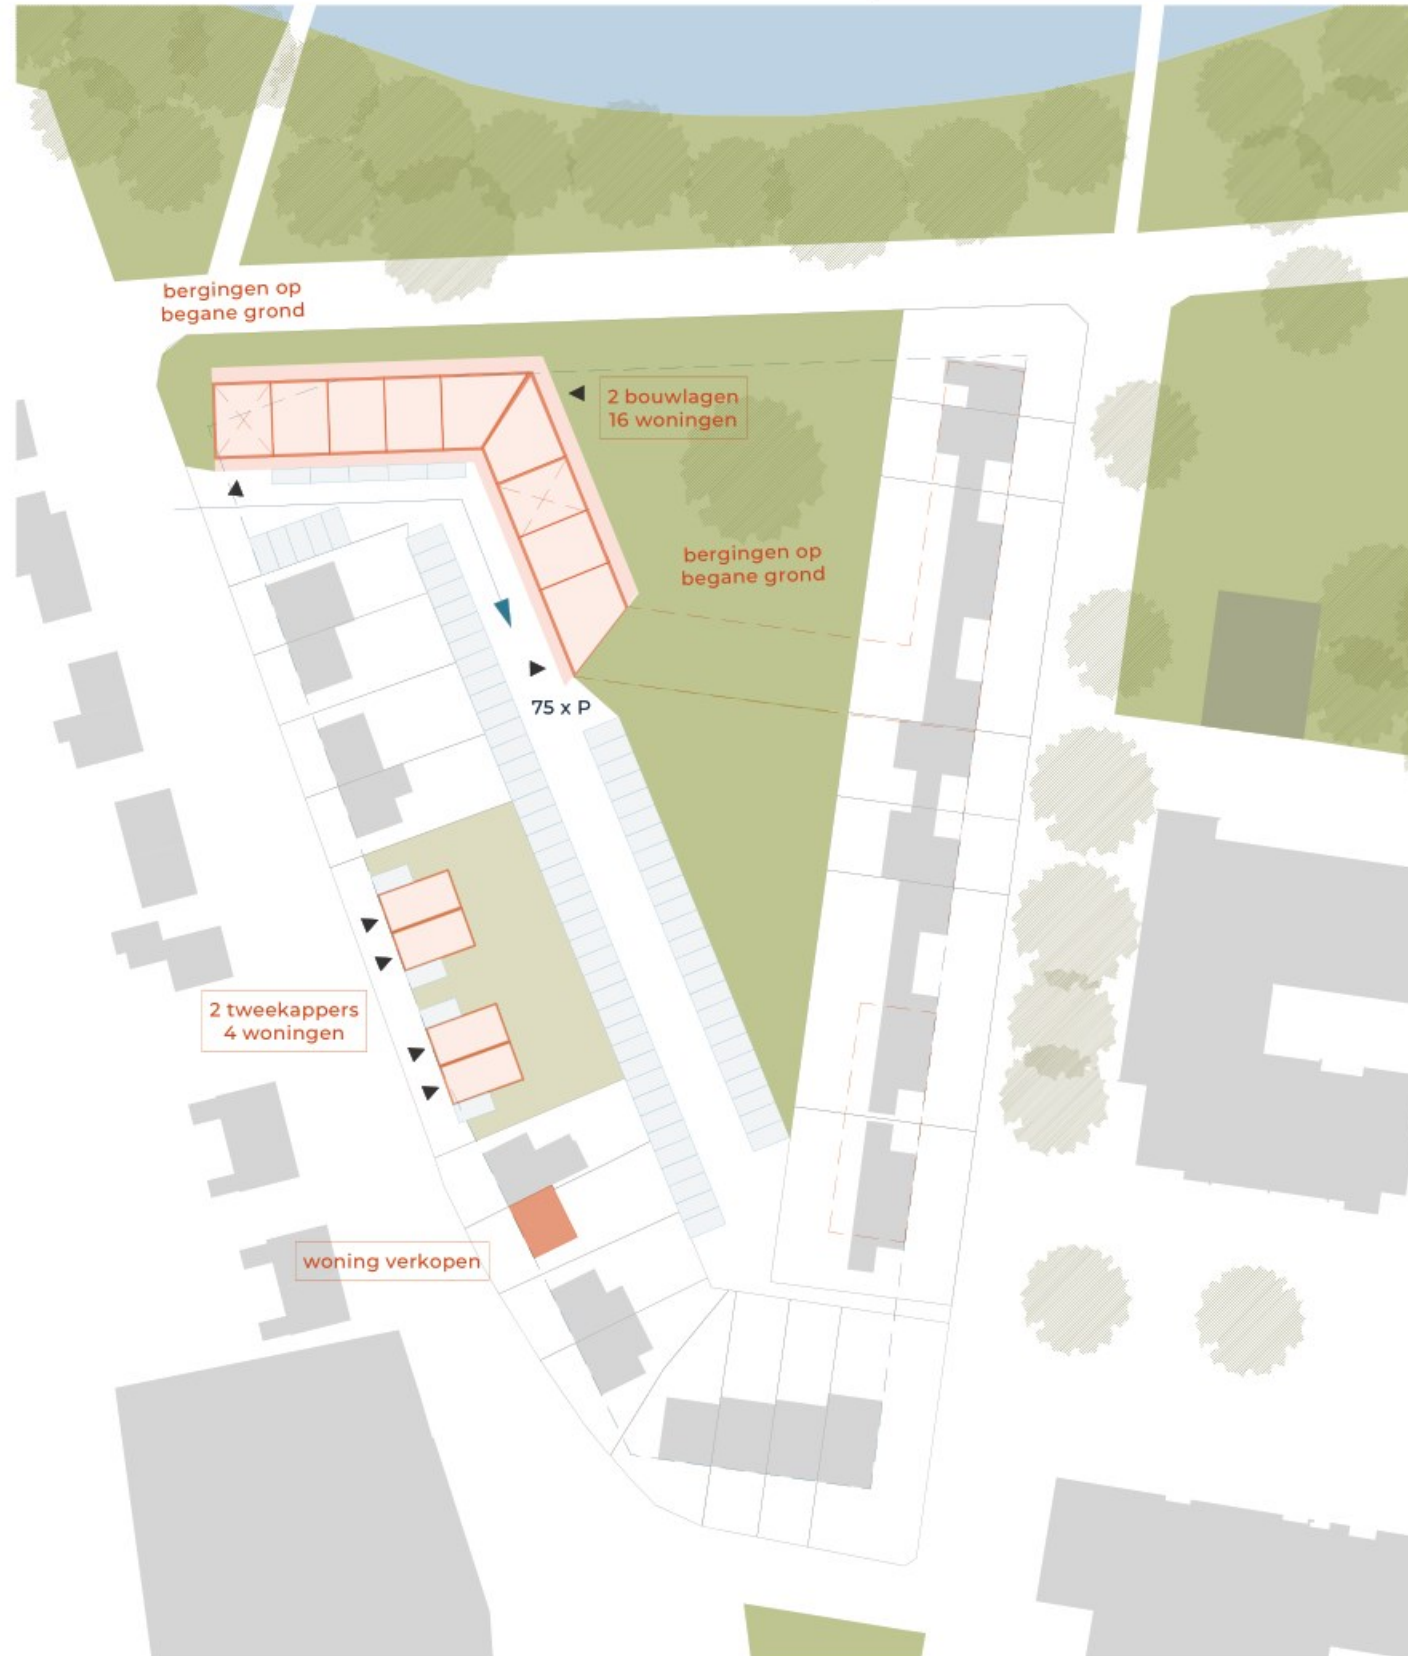 bergingen op
begane grond
2 bouwlagen
16 woningen
bergingen op
begane grond
75 x P
2 tweekappers
4 woningen
woning verkopen